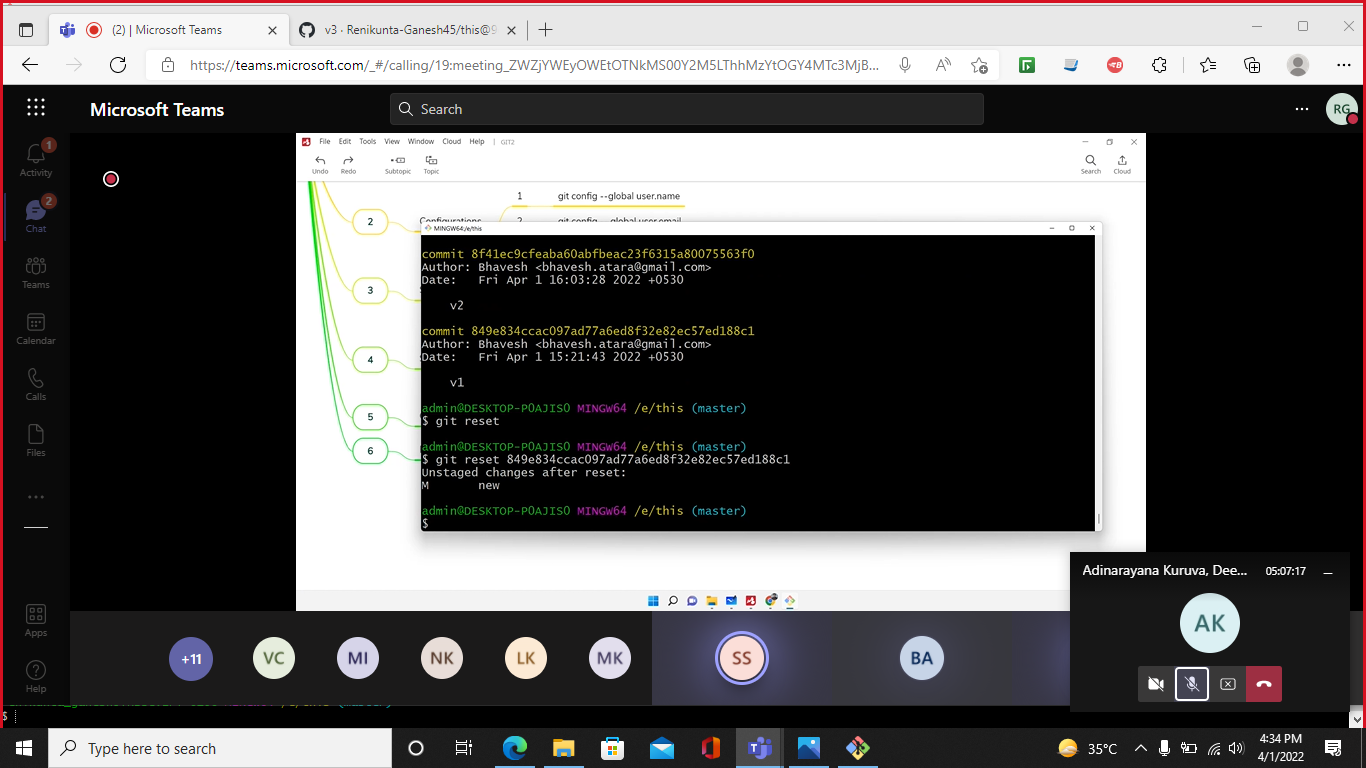 (2) | Microsoft Teams
v3 · Renikunta-Ganesh45/this@9
https://teams.microsoft.com/_#/calling/19:meeting_ZWZjYWEyOWEtOTNkMS00Y2M5LThhMzYtOGY4MTc3MjB...
Microsoft Teams
Search
RG
Activity
1
Chat
2
Teams
Calendar
Calls
Files
Apps
Help
File Edit Tools View Window Cloud Help | GIT2
Undo Redo Subtopic Topic Search Cloud
1 git config --global user.name
2 Configurations 2 git config --global user.email
3
4
5
6
MINGW64:/e/this
commit 8f41ec9cfeaba60abfbeac23f6315a80075563f0
Author: Bhavesh <bhavesh.atara@gmail.com>
Date:   Fri Apr 1 16:03:28 2022 +0530
v2
commit 849e834ccac097ad77a6ed8f32e82ec57ed188c1
Author: Bhavesh <bhavesh.atara@gmail.com>
Date:   Fri Apr 1 15:21:43 2022 +0530
v1
admin@DESKTOP-P0AJIS0 MINGW64 /e/this (master)
$ git reset
admin@DESKTOP-P0AJIS0 MINGW64 /e/this (master)
$ git reset 849e834ccac097ad77a6ed8f32e82ec57ed188c1
Unstaged changes after reset:
M       new
admin@DESKTOP-P0AJIS0 MINGW64 /e/this (master)
$
Adinarayana Kuruva, Dee... 05:07:17
AK
+11 VC MI NK LK MK SS BA
$
Type here to search
35°C
4:34 PM
4/1/2022